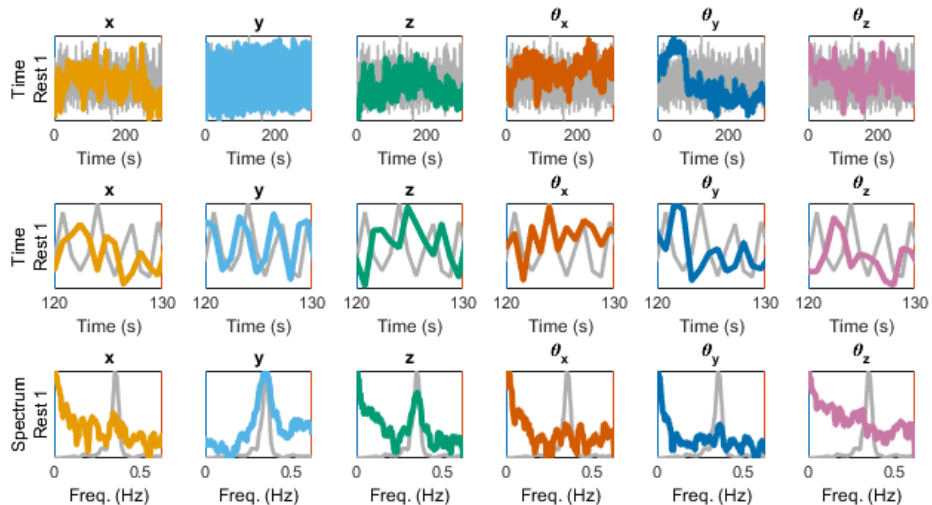 x y z θx θy θz
Time
Rest 1
0 200 0 200 0 200 0 200 0 200 0 200
Time (s) Time (s) Time (s) Time (s) Time (s) Time (s)
x y z θx θy θz
Time
Rest 1
120 130 120 130 120 130 120 130 120 130 120 130
Time (s) Time (s) Time (s) Time (s) Time (s) Time (s)
x y z θx θy θz
Spectrum
Rest 1
0 0.5 0 0.5 0 0.5 0 0.5 0 0.5 0 0.5
Freq. (Hz) Freq. (Hz) Freq. (Hz) Freq. (Hz) Freq. (Hz) Freq. (Hz)